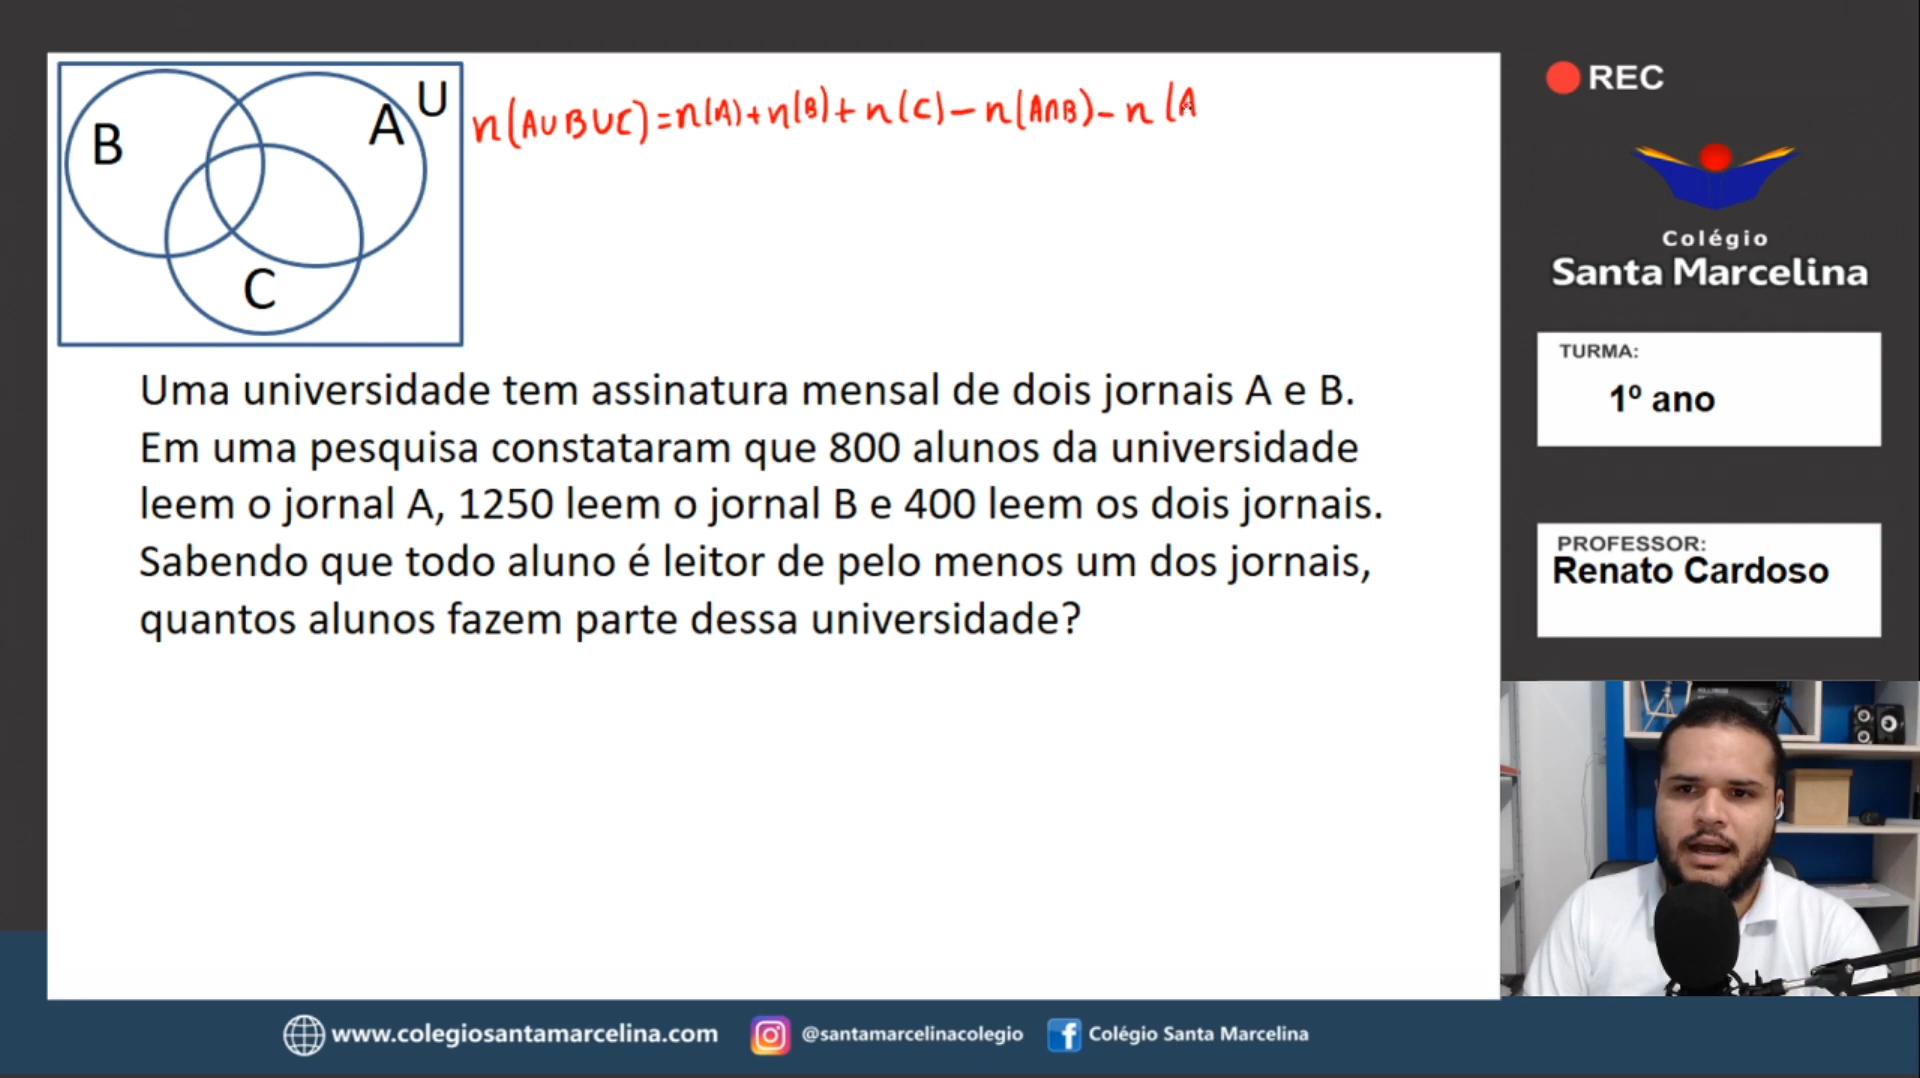 B
A
U
C
n(A∪B∪C)=n(A)+n(B)+n(C)-n(A∩B)-n(A
Uma universidade tem assinatura mensal de dois jornais A e B.
Em uma pesquisa constataram que 800 alunos da universidade
leem o jornal A, 1250 leem o jornal B e 400 leem os dois jornais.
Sabendo que todo aluno é leitor de pelo menos um dos jornais,
quantos alunos fazem parte dessa universidade?
REC
Colégio
Santa Marcelina
TURMA:
1º ano
PROFESSOR:
Renato Cardoso
www.colegiosantamarcelina.com @santamarcelinacolegio Colégio Santa Marcelina